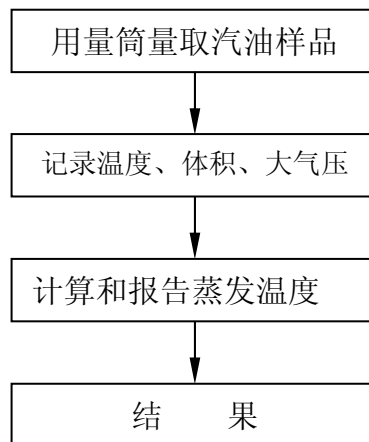 用量筒量取汽油样品
记录温度、体积、大气压
计算和报告蒸发温度
结 果